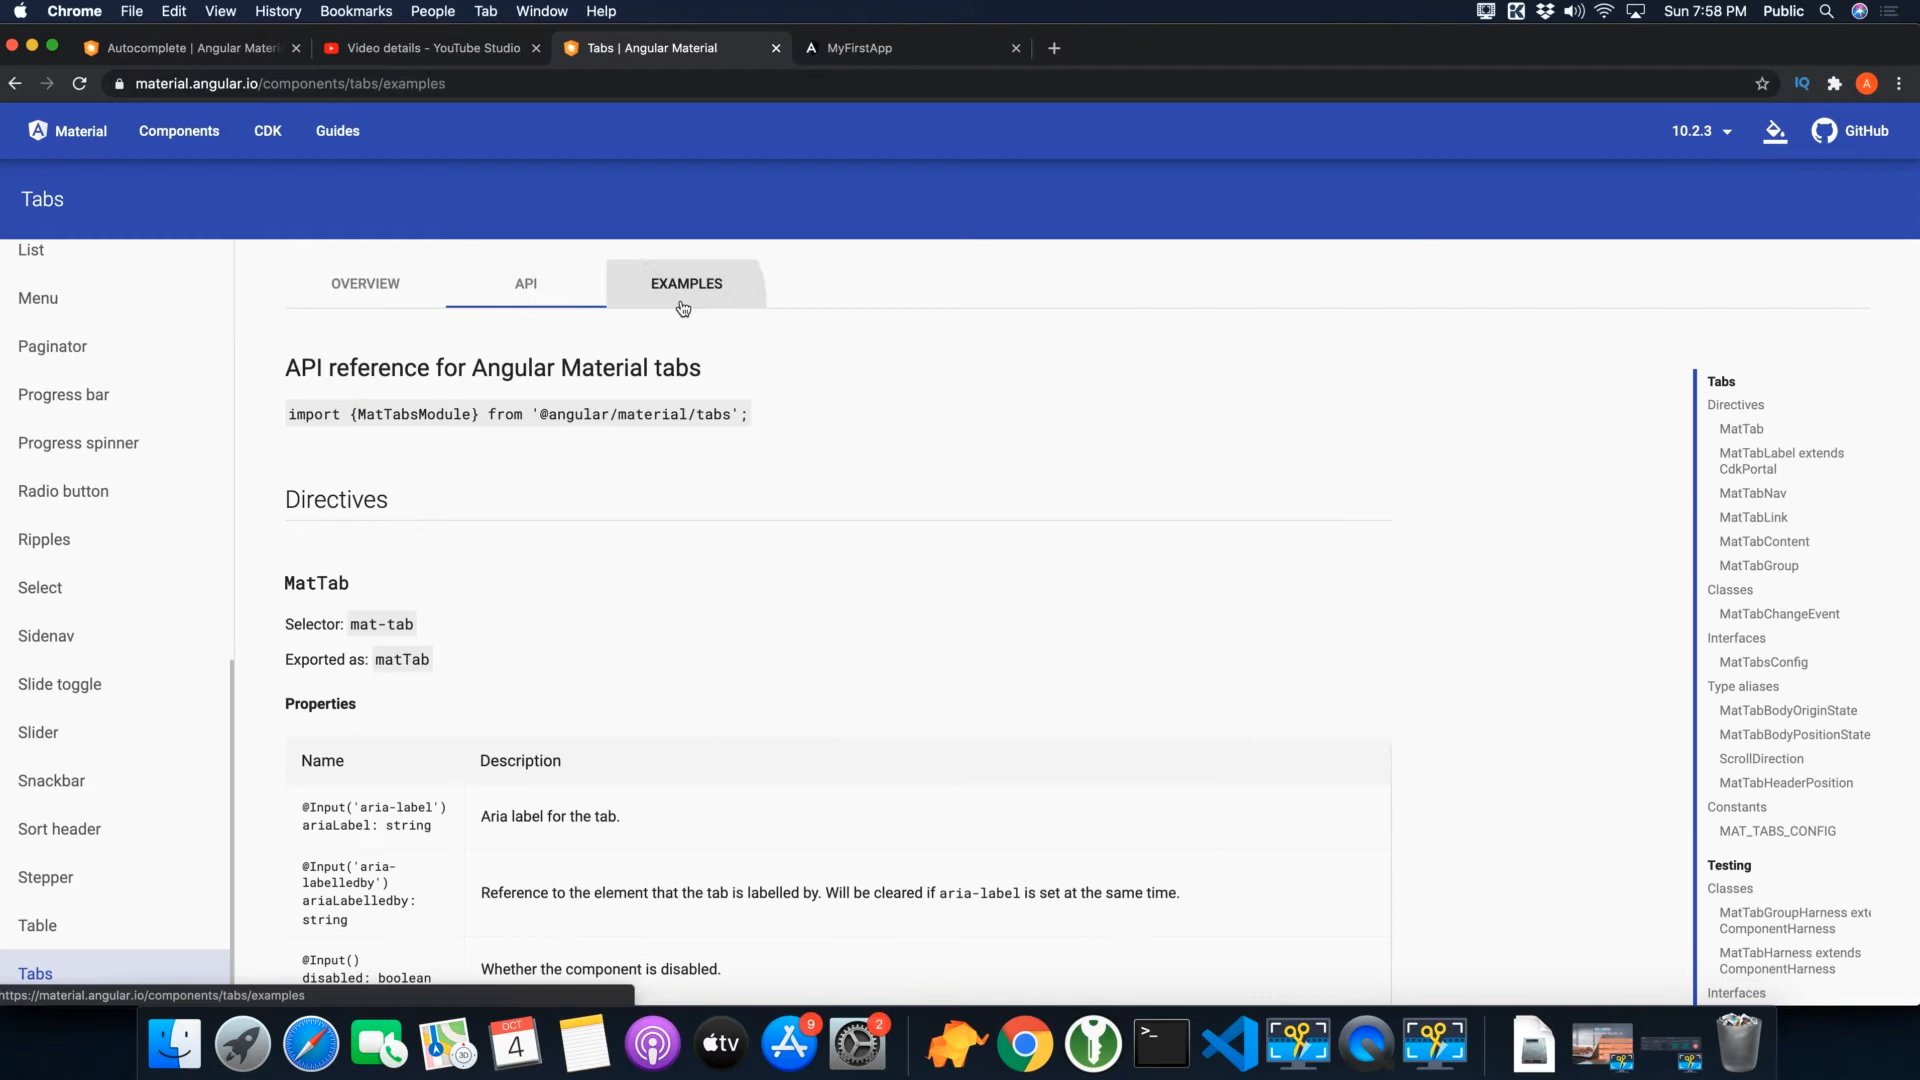 Chrome File Edit View History Bookmarks People Tab Window Help Sun 7:58 PM Public
Autocomplete | Angular Materi Video details - YouTube Studio Tabs | Angular Material MyFirstApp
material.angular.io/components/tabs/examples IQ A
Material Components CDK Guides 10.2.3 GitHub
Tabs
List
Menu
Paginator
Progress bar
Progress spinner
Radio button
Ripples
Select
Sidenav
Slide toggle
Slider
Snackbar
Sort header
Stepper
Table
Tabs
OVERVIEW API EXAMPLES
API reference for Angular Material tabs
import {MatTabsModule} from '@angular/material/tabs';
Directives
MatTab
Selector: mat-tab
Exported as: matTab
Properties
Name Description
@Input('aria-label')
ariaLabel: string
Aria label for the tab.
@Input('aria-
labelledby')
ariaLabelledby:
string
Reference to the element that the tab is labelled by. Will be cleared if aria-label is set at the same time.
@Input()
disabled: boolean
Whether the component is disabled.
Tabs
Directives
MatTab
MatTabLabel extends
CdkPortal
MatTabNav
MatTabLink
MatTabContent
MatTabGroup
Classes
MatTabChangeEvent
Interfaces
MatTabsConfig
Type aliases
MatTabBodyOriginState
MatTabBodyPositionState
ScrollDirection
MatTabHeaderPosition
Constants
MAT_TABS_CONFIG
Testing
Classes
MatTabGroupHarness exte
ComponentHarness
MatTabHarness extends
ComponentHarness
Interfaces
https://material.angular.io/components/tabs/examples
3D
OCT
4
tv
9
2
>_